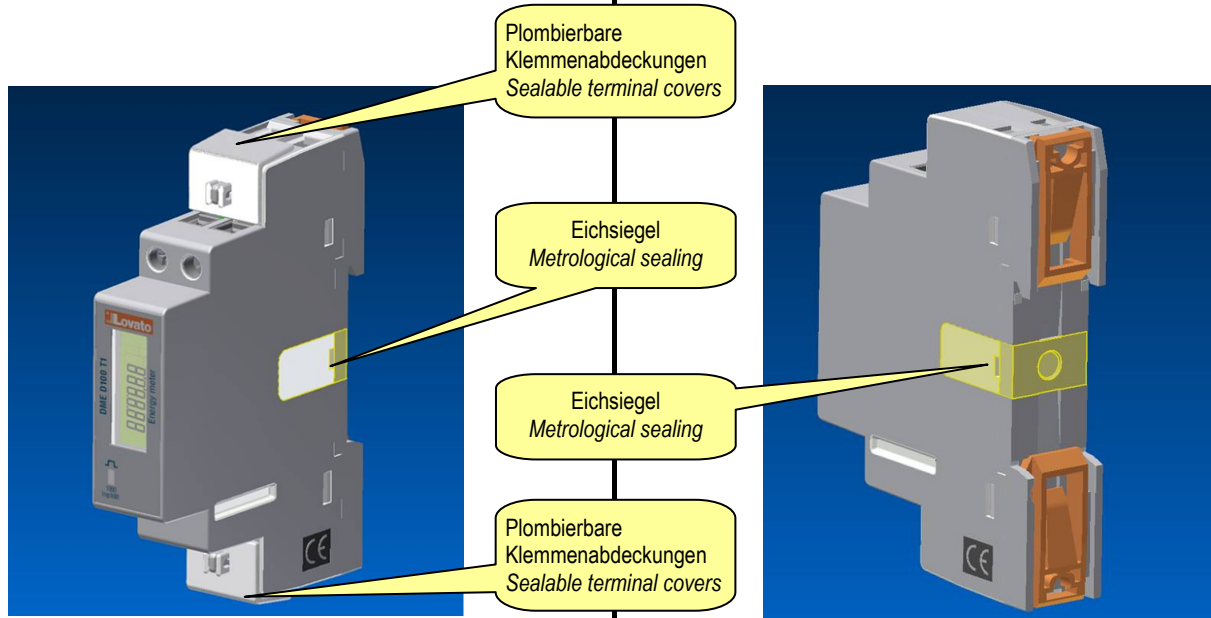 Plombierbare
Klemmenabdeckungen
Sealable terminal covers
Eichsiegel
Metrological sealing
Lovato
DME D100 T1
Energy meter
888888
CE
Eichsiegel
Metrological sealing
Plombierbare
Klemmenabdeckungen
Sealable terminal covers
CE